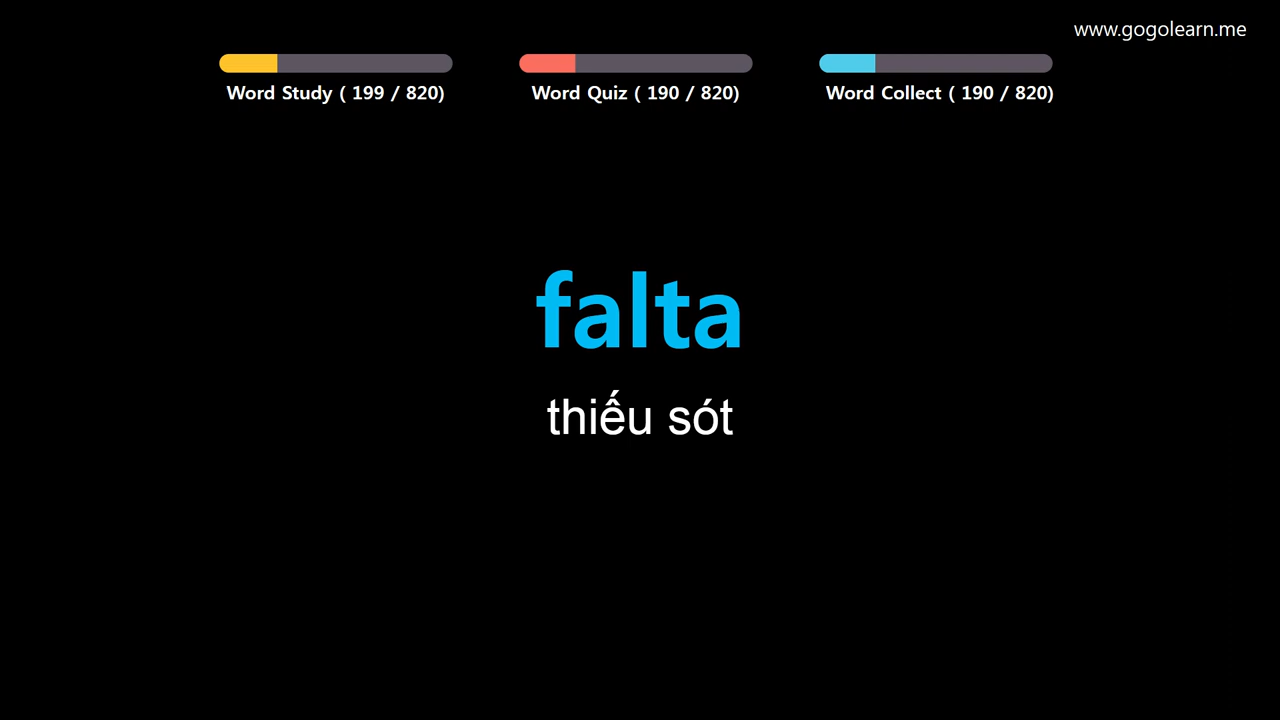 www.gogolearn.me
Word Study ( 199 / 820)
Word Quiz ( 190 / 820)
Word Collect ( 190 / 820)
falta
thiếu sót